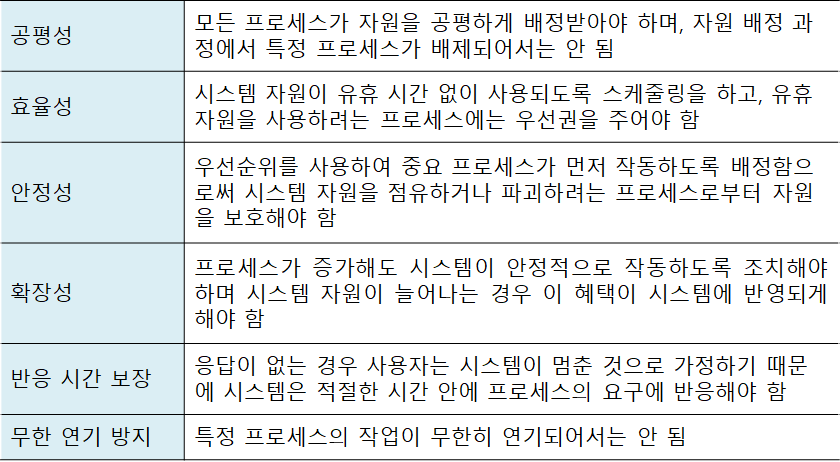 공평성
모든 프로세스가 자원을 공평하게 배정받아야 하며, 자원 배정 과
정에서 특정 프로세스가 배제되어서는 안 됨
효율성
시스템 자원이 유휴 시간 없이 사용되도록 스케줄링을 하고, 유휴
자원을 사용하려는 프로세스에는 우선권을 주어야 함
안정성
우선순위를 사용하여 중요 프로세스가 먼저 작동하도록 배정함으
로써 시스템 자원을 점유하거나 파괴하려는 프로세스로부터 자원
을 보호해야 함
확장성
프로세스가 증가해도 시스템이 안정적으로 작동하도록 조치해야
하며 시스템 자원이 늘어나는 경우 이 혜택이 시스템에 반영되게
해야 함
반응 시간 보장
응답이 없는 경우 사용자는 시스템이 멈춘 것으로 가정하기 때문
에 시스템은 적절한 시간 안에 프로세스의 요구에 반응해야 함
무한 연기 방지
특정 프로세스의 작업이 무한히 연기되어서는 안 됨